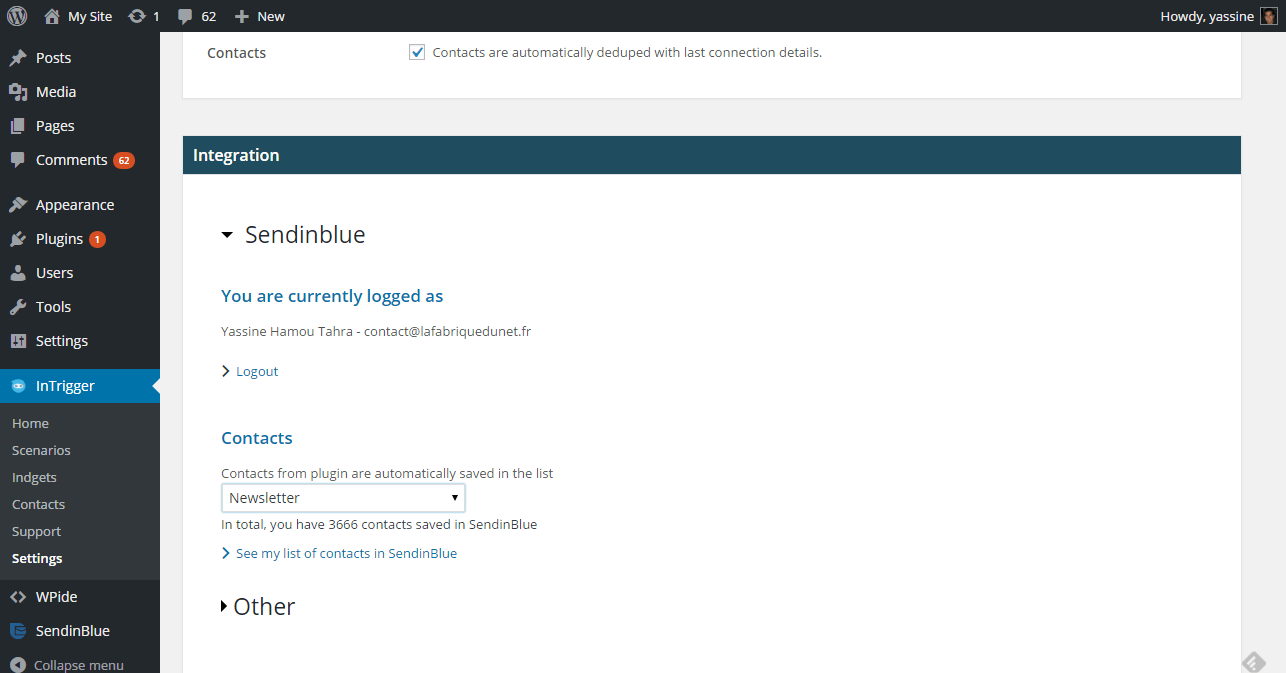 My Site 1 62 New Howdy, yassine
Posts
Media
Pages
Comments 62
Appearance
Plugins 1
Users
Tools
Settings
InTrigger
Home
Scenarios
Indgets
Contacts
Support
Settings
WPide
SendinBlue
Collapse menu
Contacts Contacts are automatically deduped with last connection details.
Integration
Sendinblue
You are currently logged as
Yassine Hamou Tahra - contact@lafabriquedunet.fr
Logout
Contacts
Contacts from plugin are automatically saved in the list
Newsletter
In total, you have 3666 contacts saved in SendinBlue
See my list of contacts in SendinBlue
Other